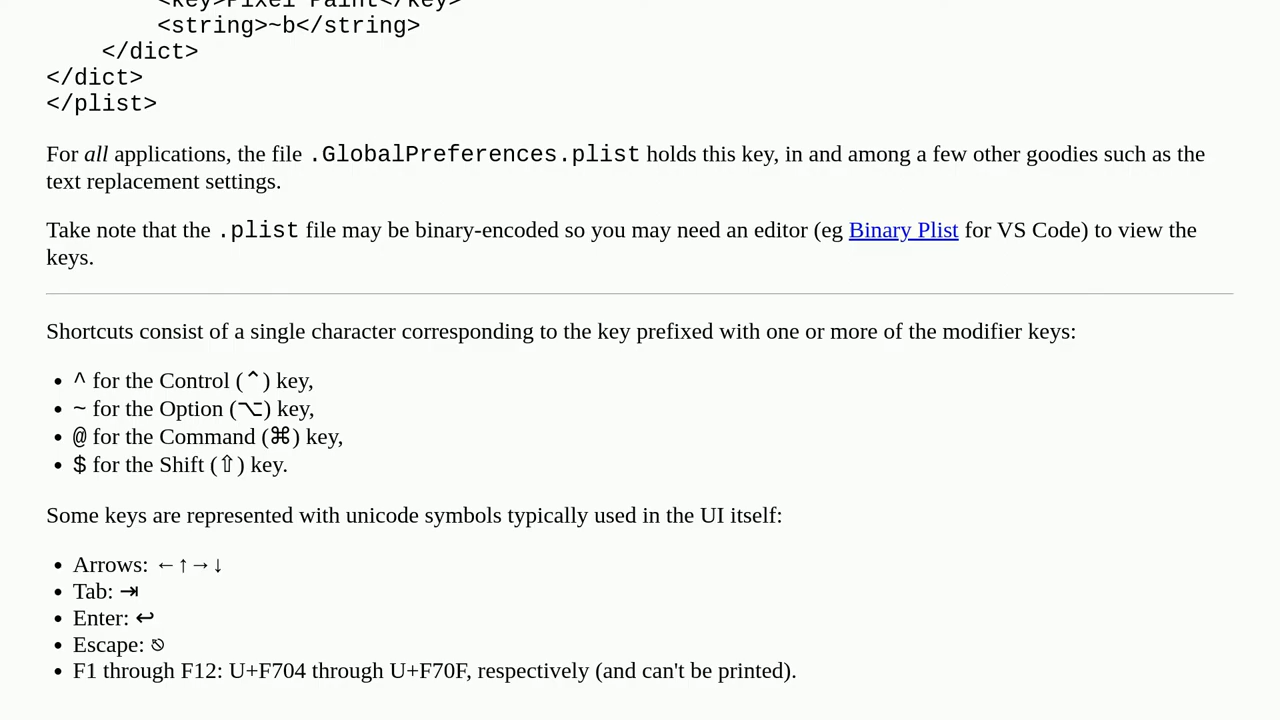 <key>Pixel Paint</key>
<string>~b</string>
</dict>
</dict>
</plist>
For all applications, the file .GlobalPreferences.plist holds this key, in and among a few other goodies such as the
text replacement settings.
Take note that the .plist file may be binary-encoded so you may need an editor (eg Binary Plist for VS Code) to view the
keys.
Shortcuts consist of a single character corresponding to the key prefixed with one or more of the modifier keys:
• ^ for the Control (⌃) key,
• ~ for the Option (⌥) key,
• @ for the Command (⌘) key,
• $ for the Shift (⇧) key.
Some keys are represented with unicode symbols typically used in the UI itself:
• Arrows: ←↑→↓
• Tab: ⇥
• Enter: ↩
• Escape: ⎋
• F1 through F12: U+F704 through U+F70F, respectively (and can't be printed).